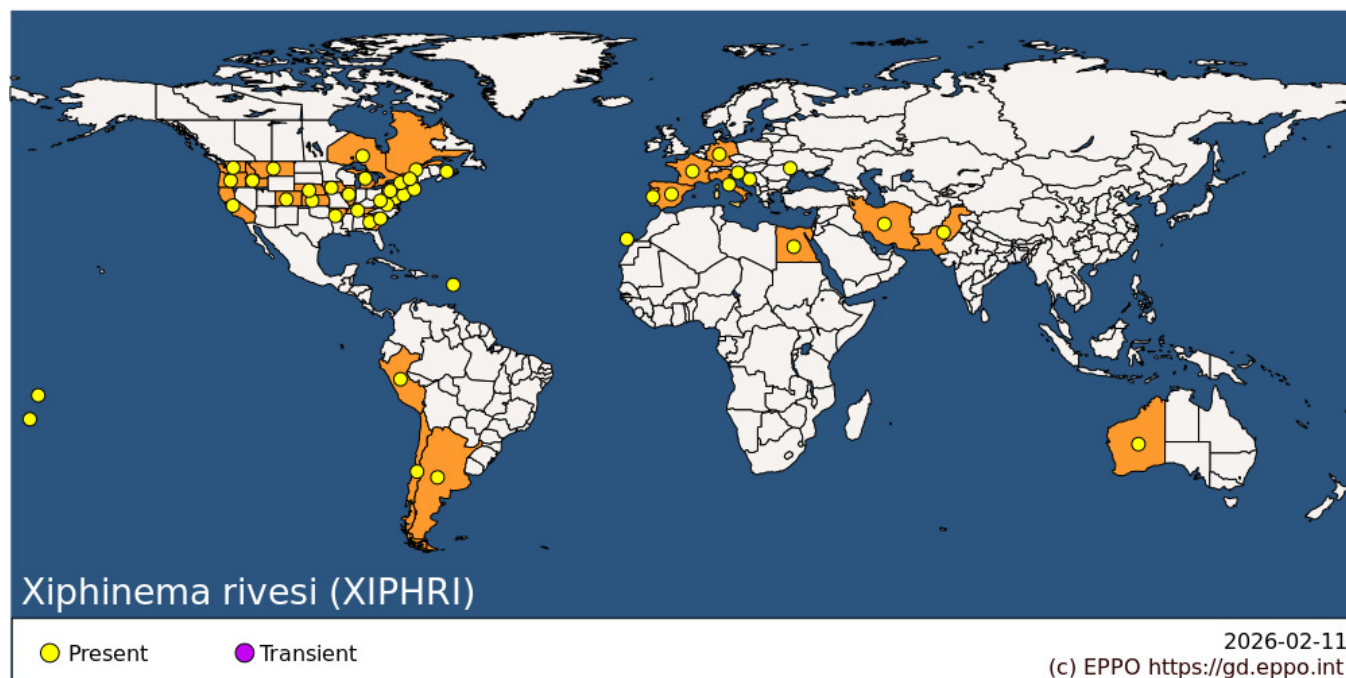 Xiphinema rivesi (XIPHRI)
Present
Transient
2026-02-11
(c) EPPO https://gd.eppo.int